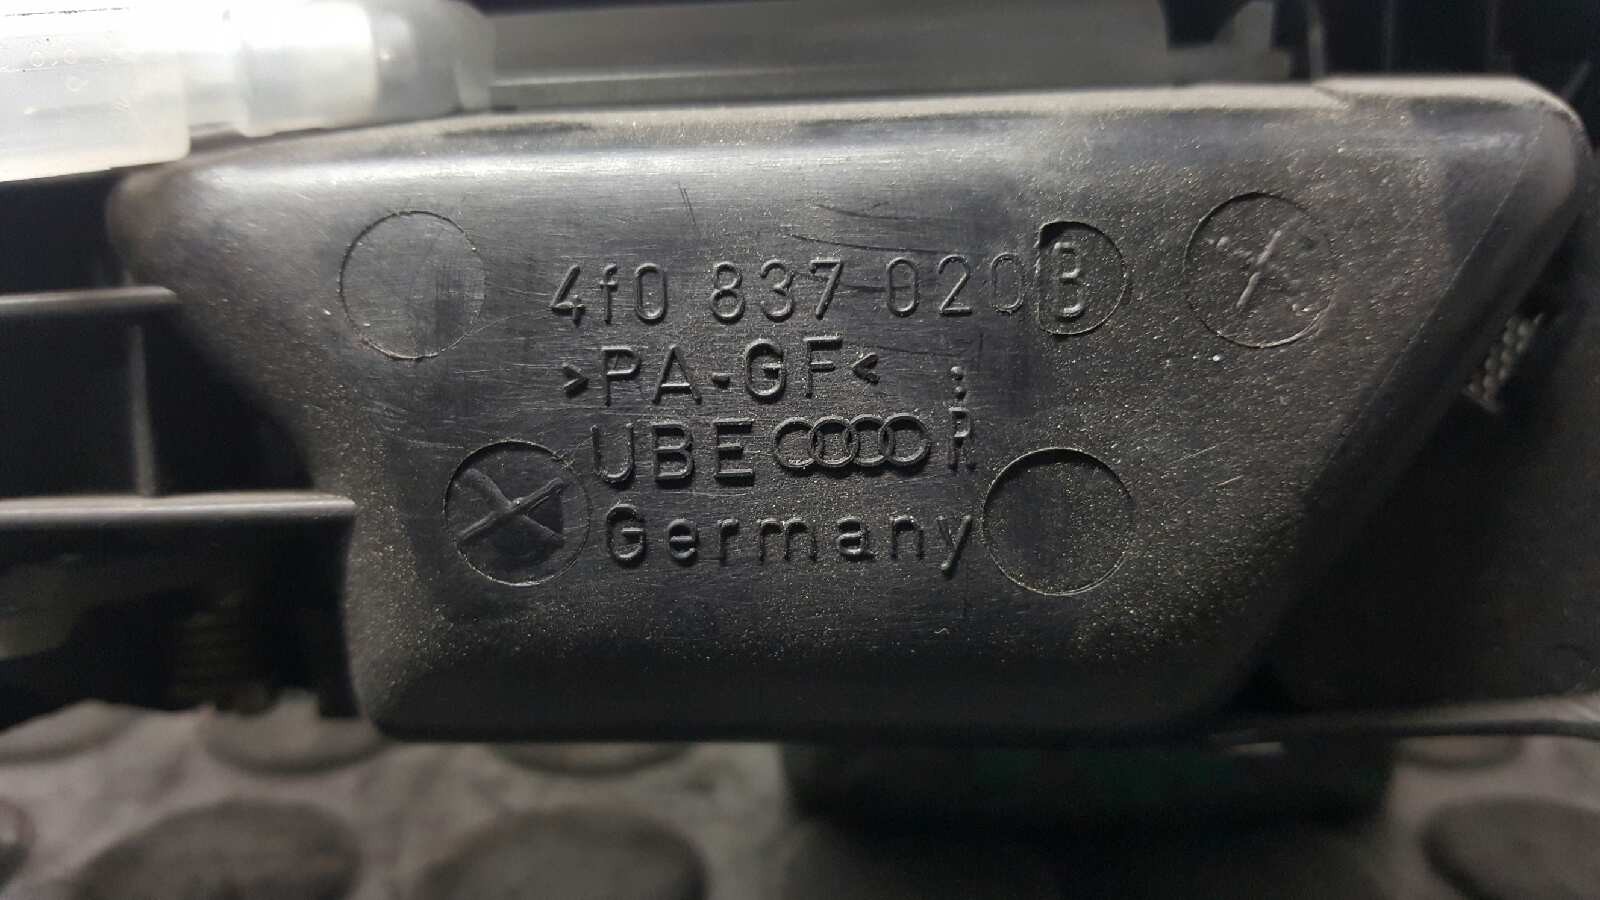 4f0 837 020 B
>PA-GF<
UBE R
Germany